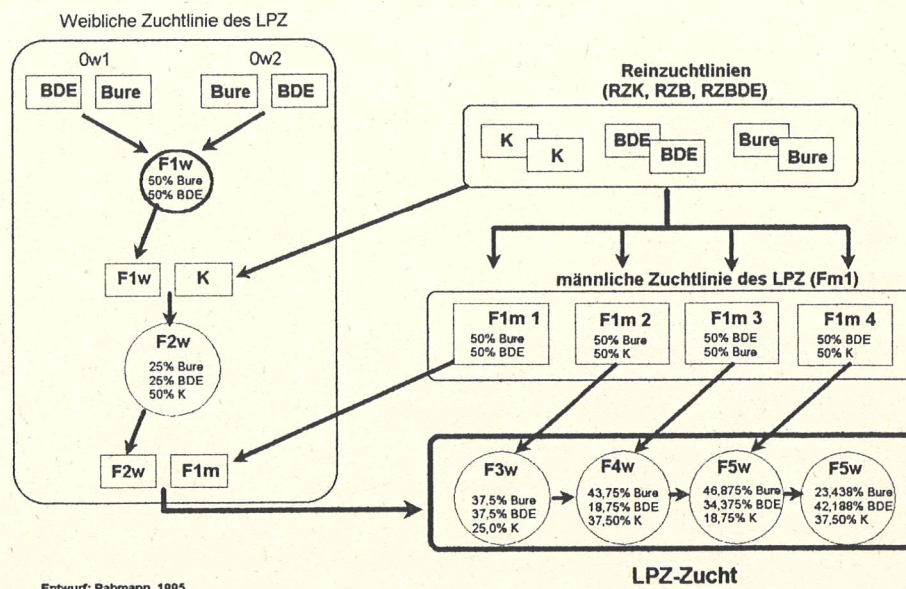 Weibliche Zuchtlinie des LPZ
0w1
0w2
BDE
Bure
Bure
BDE
F1w
50% Bure
50% BDE
F1w
K
F2w
25% Bure
25% BDE
50% K
F2w
F1m
Reinzuchtlinien
(RZK, RZB, RZBDE)
K
K
BDE
BDE
Bure
Bure
männliche Zuchtlinie des LPZ (Fm1)
F1m 1
50% Bure
50% BDE
F1m 2
50% Bure
50% K
F1m 3
50% BDE
50% Bure
F1m 4
50% BDE
50% K
F3w
37,5% Bure
37,5% BDE
25,0% K
F4w
43,75% Bure
18,75% BDE
37,50% K
F5w
46,875% Bure
34,375% BDE
18,75% K
F5w
23,438% Bure
42,188% BDE
37,50% K
LPZ-Zucht
Entwurf: 1995